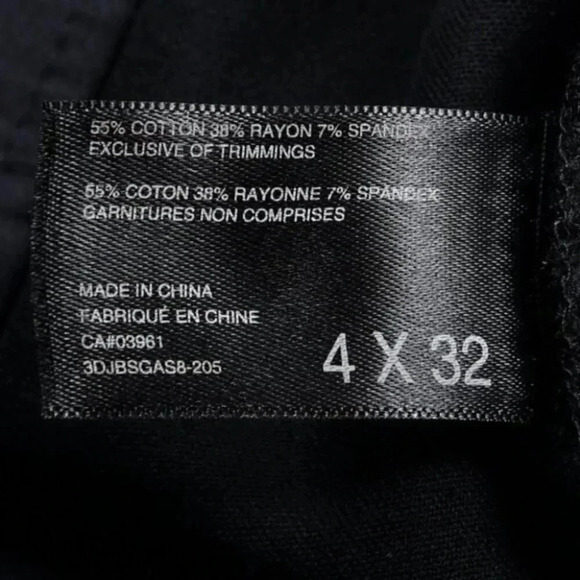 55% COTTON 38% RAYON 7% SPANDEX
EXCLUSIVE OF TRIMMINGS
55% COTON 38% RAYONNE 7% SPANDEX
GARNITURES NON COMPRISES
MADE IN CHINA
FABRIQUÉ EN CHINE
CA#03961
3DJBSGAS8-205
4 X 32